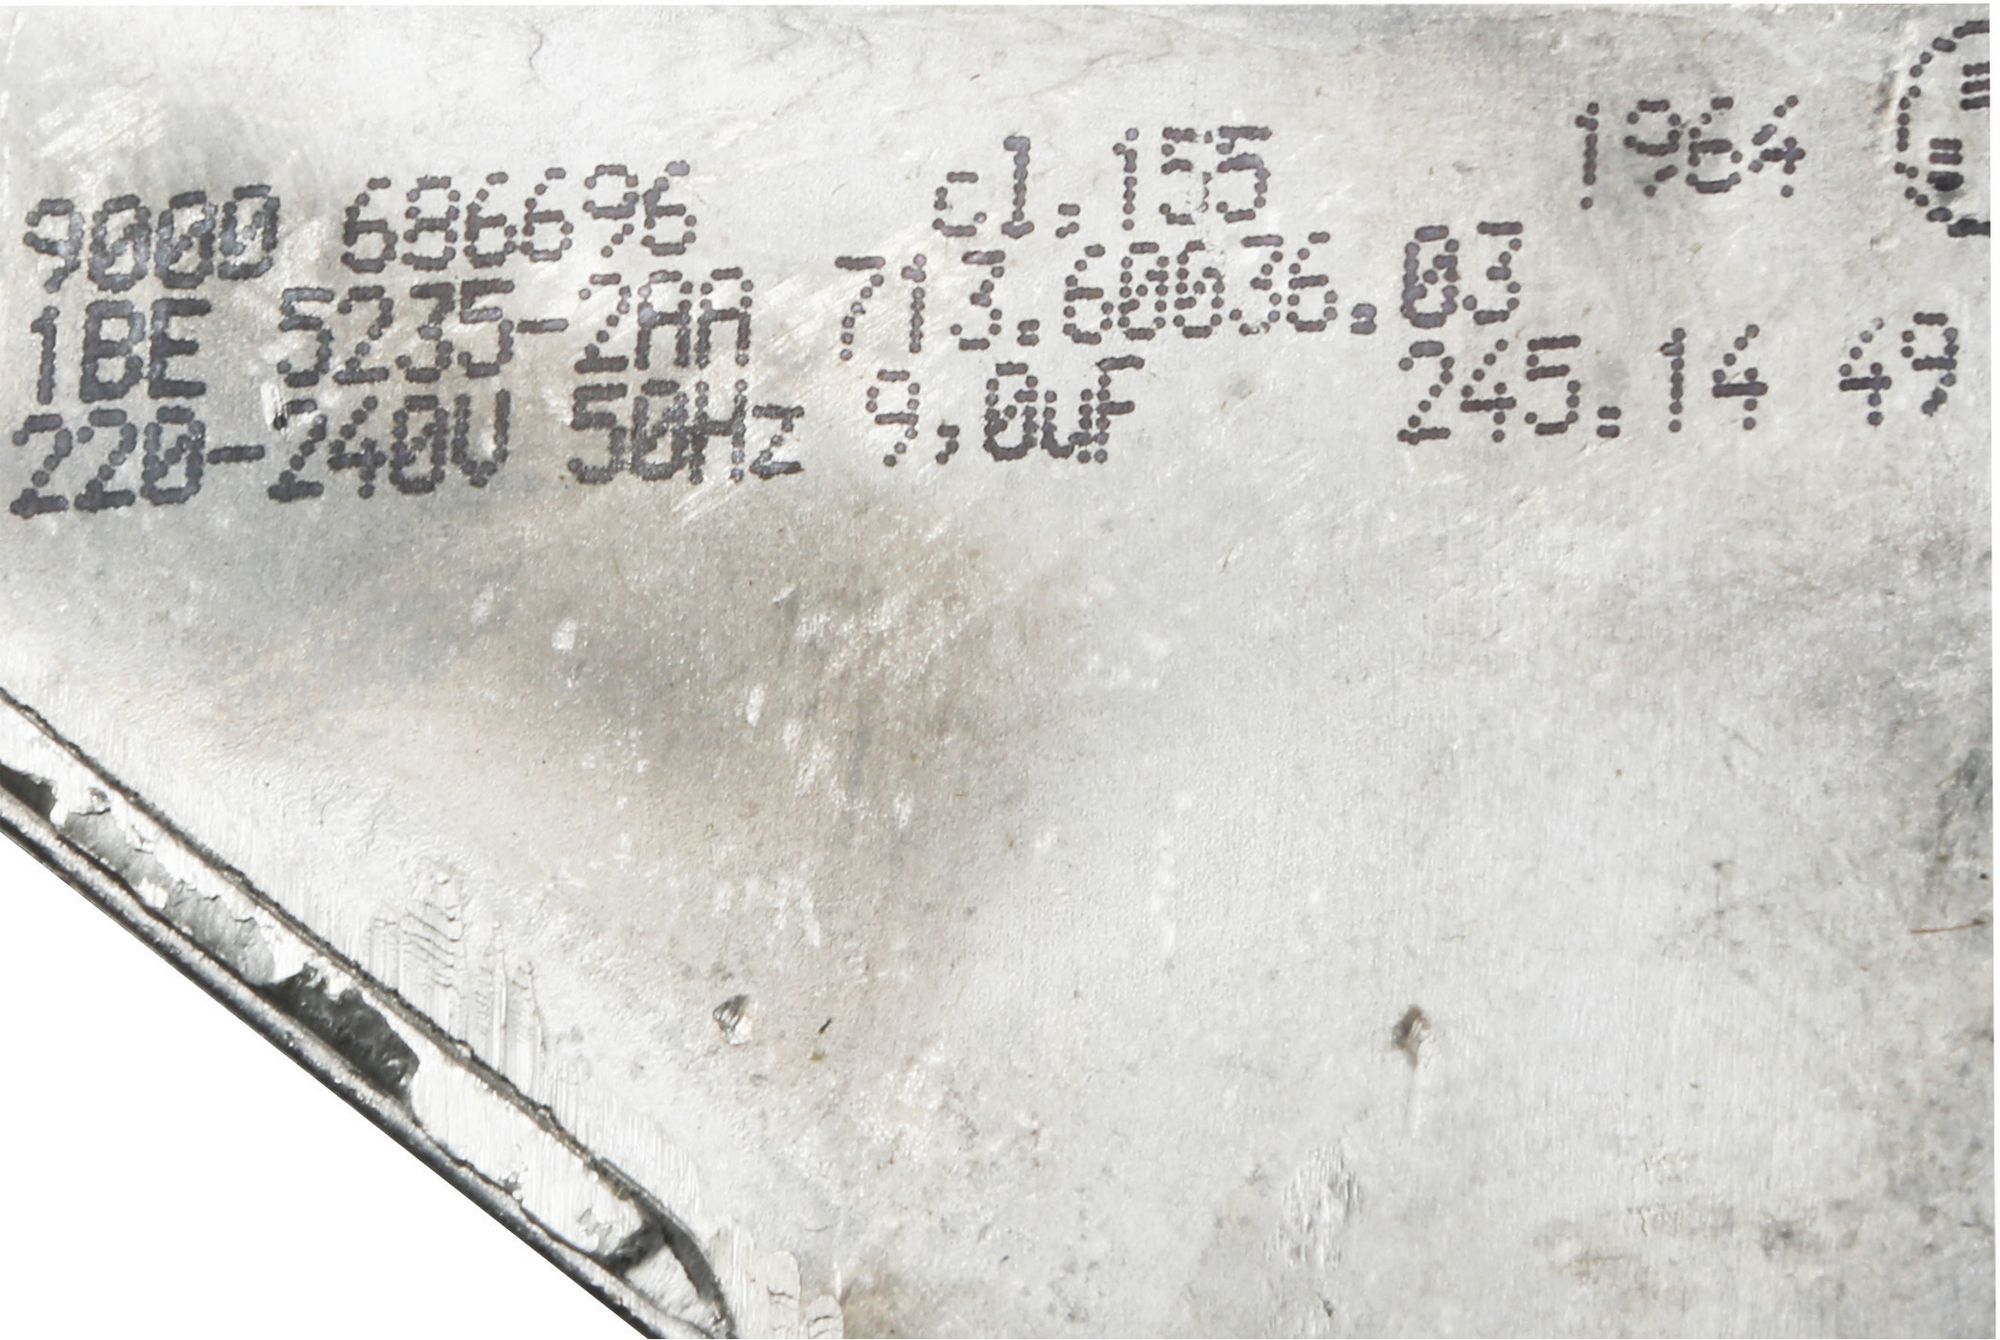 9000 686696 cl.155 1964
1BE 5235-2AA 713.60636.03
220-240V 50Hz 9,0uF 245.14 49